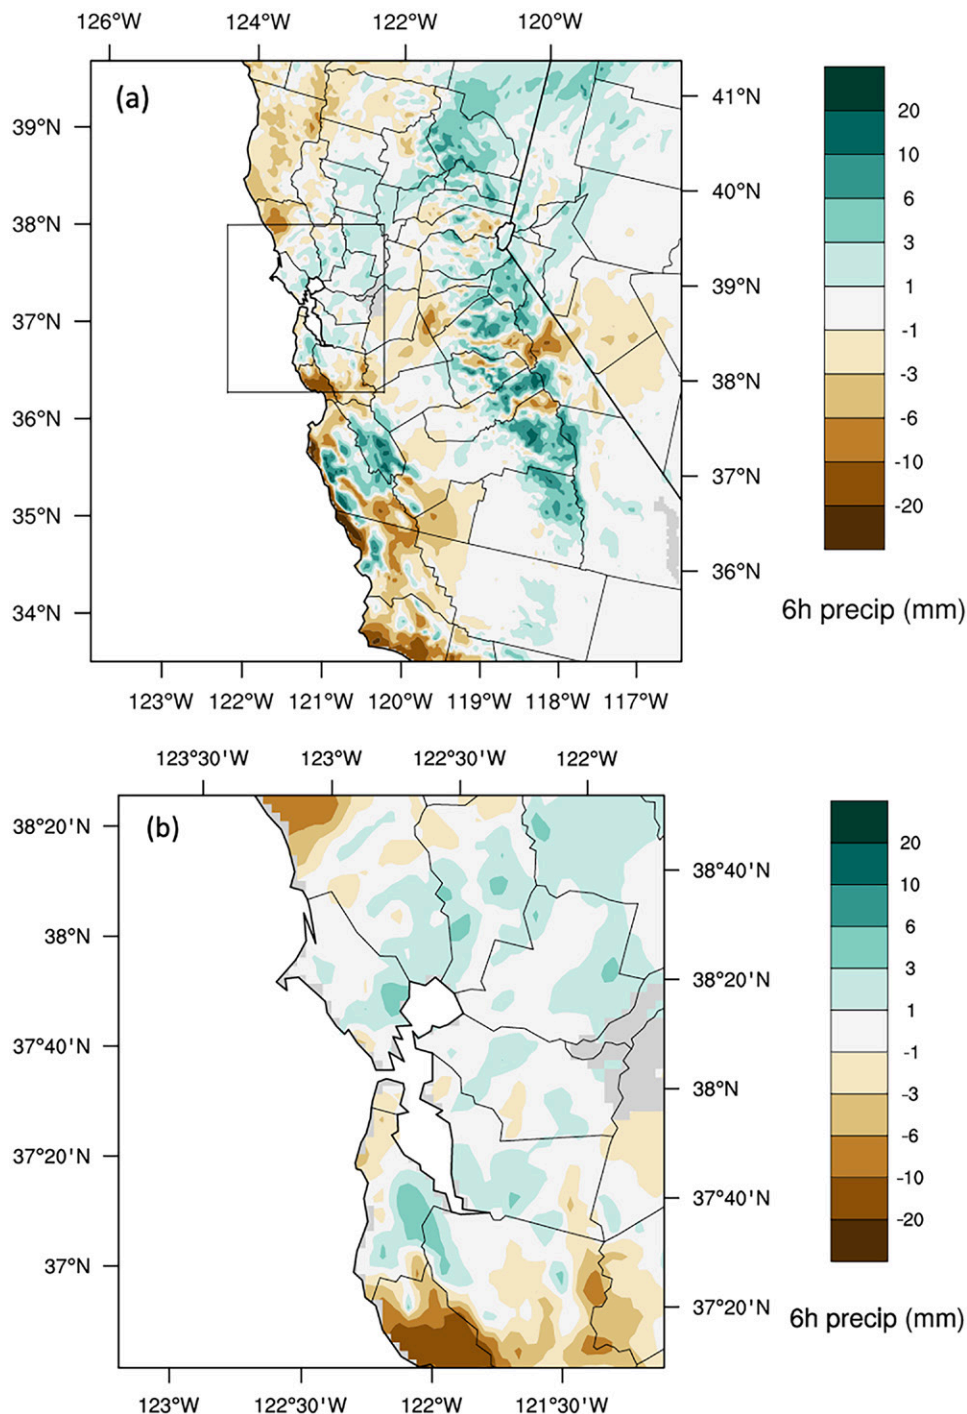 126°W 124°W 122°W 120°W
(a)
39°N
38°N
37°N
36°N
35°N
34°N
41°N
40°N
39°N
38°N
37°N
36°N
123°W 122°W 121°W 120°W 119°W 118°W 117°W
20
10
6
3
1
-1
-3
-6
-10
-20
6h precip (mm)
123°30'W 123°W 122°30'W 122°W
(b)
38°20'N
38°N
37°40'N
37°20'N
37°N
38°40'N
38°20'N
38°N
37°40'N
37°20'N
123°W 122°30'W 122°W 121°30'W
20
10
6
3
1
-1
-3
-6
-10
-20
6h precip (mm)